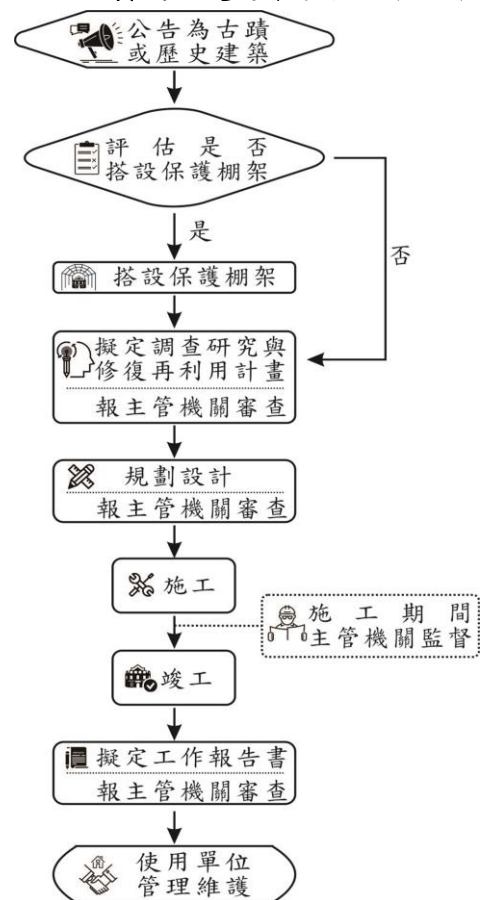 公告為古蹟
或歷史建築
評估是否
搭設保護棚架
是
否
搭設保護棚架
擬定調查研究與
修復再利用計畫
報主管機關審查
規劃設計
報主管機關審查
施工
施工期間
主管機關監督
竣工
擬定工作報告書
報主管機關審查
使用單位
管理維護